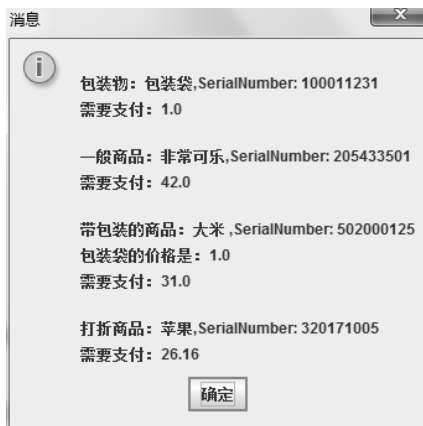 消息
包装物：包装袋,SerialNumber: 100011231
需要支付：1.0
一般商品：非常可乐,SerialNumber: 205433501
需要支付：42.0
带包装的商品：大米 ,SerialNumber: 502000125
包装袋的价格是：1.0
需要支付：31.0
打折商品：苹果,SerialNumber: 320171005
需要支付：26.16
确定